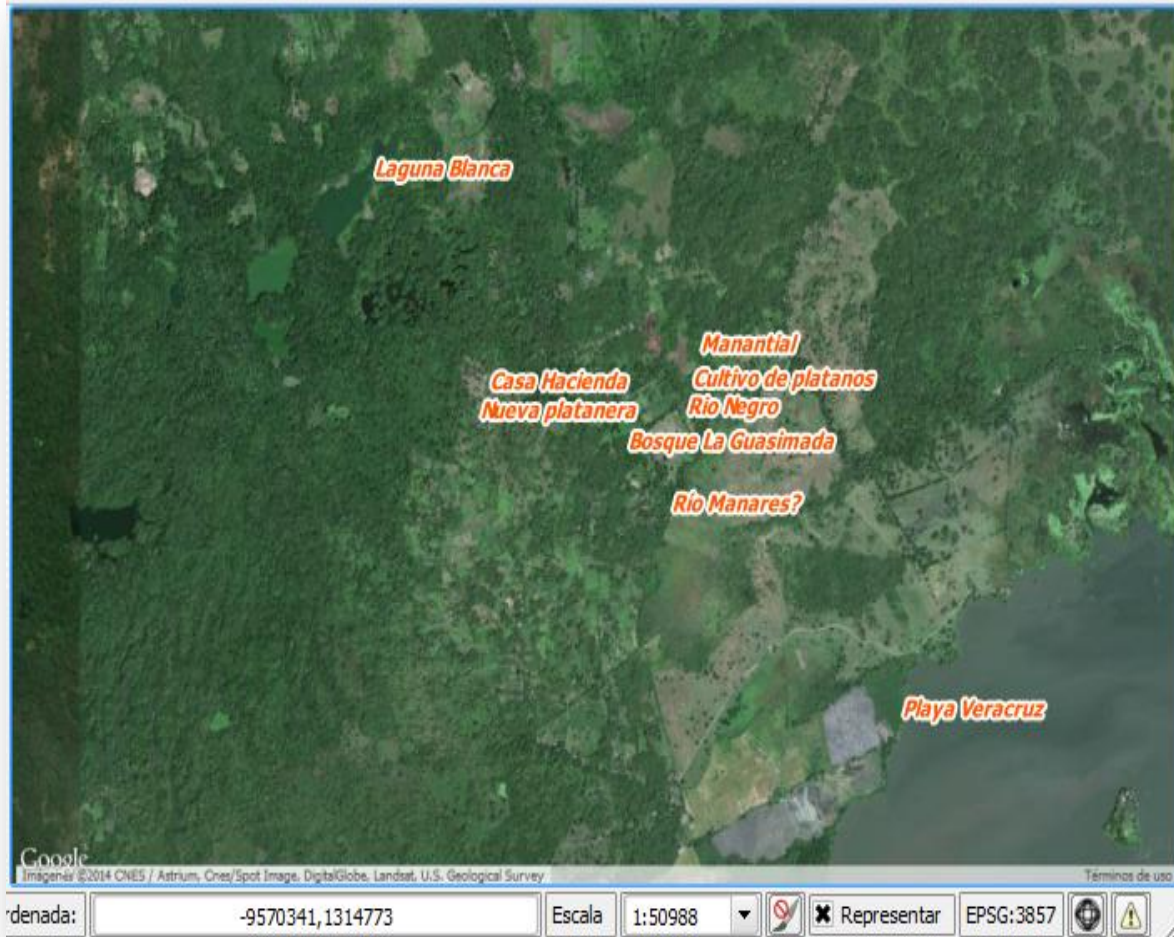 Laguna Blanca
Manantial
Casa Hacienda
Cultivo de platanos
Nueva platanera
Rio Negro
Bosque La Guasimada
Río Manares?
Playa Veracruz
Google
Imágenes ©2014 CNES / Astrium, Cnes/Spot Image, DigitalGlobe, Landsat, U.S. Geological Survey
Términos de uso
rdenada:
-9570341,1314773
Escala
1:50988
Representar
EPSG:3857